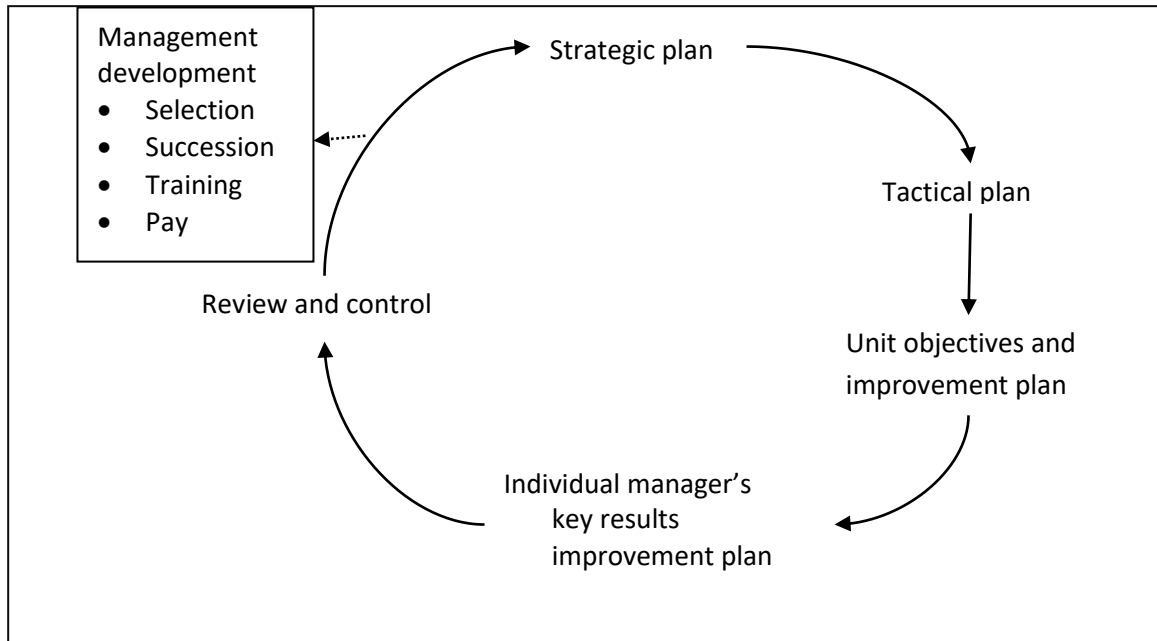 Management
development
• Selection
• Succession
• Training
• Pay
Strategic plan
Tactical plan
Unit objectives and
improvement plan
Individual manager’s
key results
improvement plan
Review and control